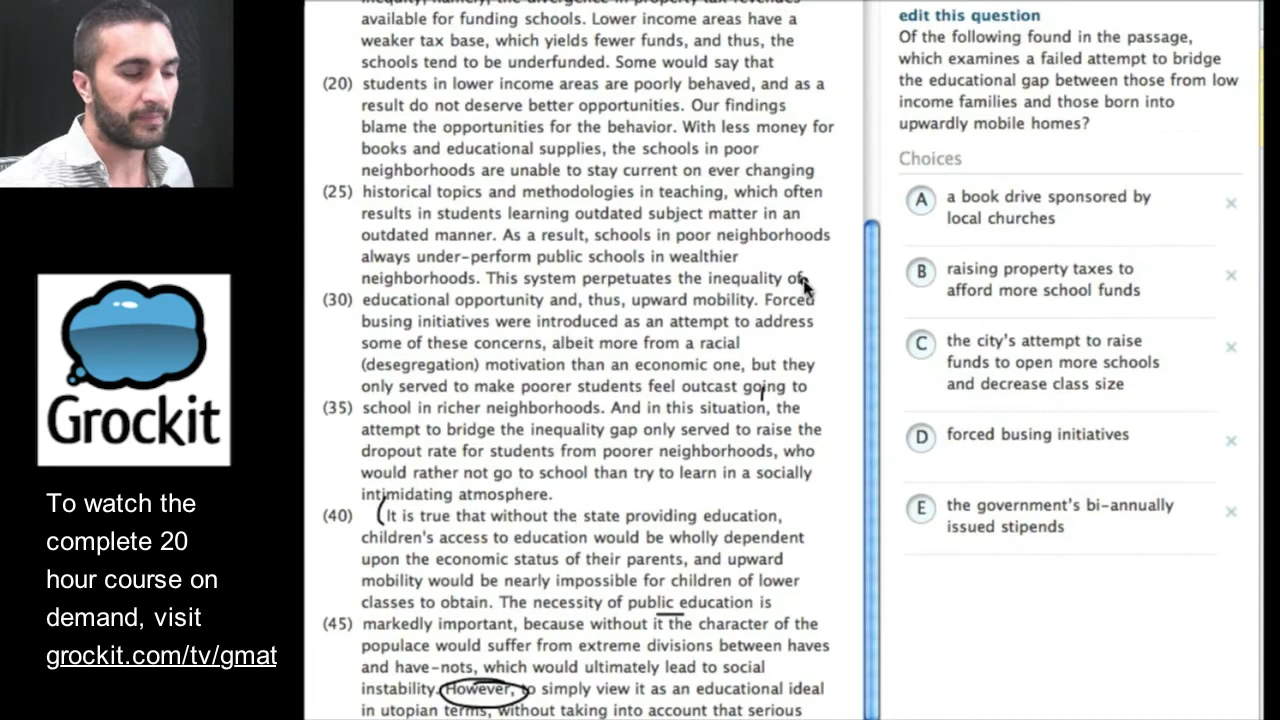 inequity, namely, the divergence of property tax revenues
available for funding schools. Lower income areas have a
weaker tax base, which yields fewer funds, and thus, the
schools tend to be underfunded. Some would say that
(20) students in lower income areas are poorly behaved, and as a
result do not deserve better opportunities. Our findings
blame the opportunities for the behavior. With less money for
books and educational supplies, the schools in poor
neighborhoods are unable to stay current on ever changing
(25) historical topics and methodologies in teaching, which often
results in students learning outdated subject matter in an
outdated manner. As a result, schools in poor neighborhoods
always under-perform public schools in wealthier
neighborhoods. This system perpetuates the inequality of
(30) educational opportunity and, thus, upward mobility. Forced
busing initiatives were introduced as an attempt to address
some of these concerns, albeit more from a racial
(desegregation) motivation than an economic one, but they
only served to make poorer students feel outcast going to
(35) school in richer neighborhoods. And in this situation, the
attempt to bridge the inequality gap only served to raise the
dropout rate for students from poorer neighborhoods, who
would rather not go to school than try to learn in a socially
intimidating atmosphere.
(40) It is true that without the state providing education,
children's access to education would be wholly dependent
upon the economic status of their parents, and upward
mobility would be nearly impossible for children of lower
classes to obtain. The necessity of public education is
(45) markedly important, because without it the character of the
populace would suffer from extreme divisions between haves
and have-nots, which would ultimately lead to social
instability. However, to simply view it as an educational ideal
in utopian terms, without taking into account that serious
edit this question
Of the following found in the passage,
which examines a failed attempt to bridge
the educational gap between those from low
income families and those born into
upwardly mobile homes?
Choices
A a book drive sponsored by
local churches
B raising property taxes to
afford more school funds
C the city's attempt to raise
funds to open more schools
and decrease class size
D forced busing initiatives
E the government's bi-annually
issued stipends
Grockit
To watch the
complete 20
hour course on
demand, visit
grockit.com/tv/gmat